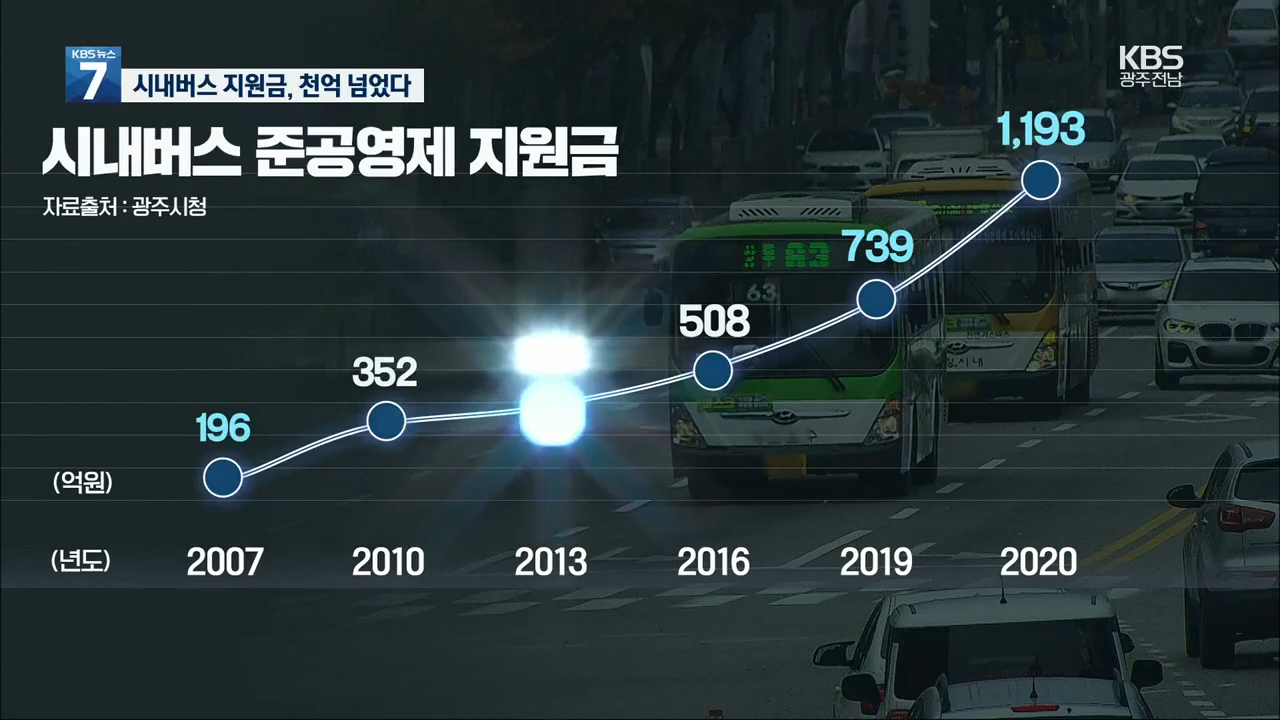 KBS 뉴스
7
시내버스 지원금, 천억 넘었다
KBS
광주전남
시내버스 준공영제 지원금
자료출처 : 광주시청
1,193
739
508
352
196
63
63
(억원)
(년도) 2007 2010 2013 2016 2019 2020